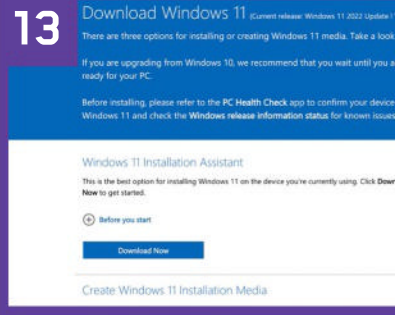 13
Download Windows 11 (Current release: Windows 11 2022 Update l
There are three options for installing or creating Windows 11 media. Take a look
If you are upgrading from Windows 10, we recommend that you wait until you a
ready for your PC.
Before installing, please refer to the PC Health Check app to confirm your device
Windows 11 and check the Windows release information status for known issues
Windows 11 Installation Assistant
This is the best option for installing Windows 11 on the device you're currently using. Click Down
Now to get started.
Before you start
Download Now
Create Windows 11 Installation Media